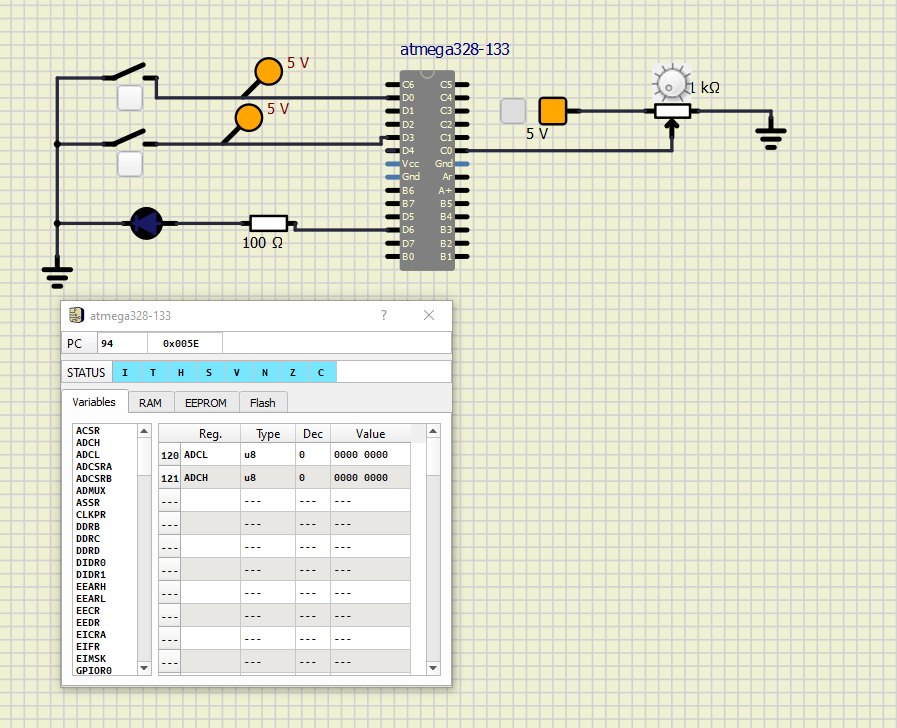 atmega328-133
5 V
5 V
C6 C5
D0 C4
D1 C3
D2 C2
D3 C1
D4 C0
Vcc Gnd
Gnd Ar
B6 A+
B7 B5
D5 B4
D6 B3
D7 B2
B0 B1
1 kΩ
5 V
100 Ω
atmega328-133 ?
PC 94 0x005E
STATUS I T H S V N Z C
Variables RAM EEPROM Flash
ACSR
ADCH
ADCL
ADCSRA
ADCSRB
ADMUX
ASSR
CLKPR
DDRB
DDRC
DDRD
DIDR0
DIDR1
EEARH
EEARL
EECR
EEDR
EICRA
EIFR
EIMSK
GPIOR0
Reg. Type Dec Value
120 ADCL u8 0 0000 0000
121 ADCH u8 0 0000 0000
--- --- --- ---
--- --- --- ---
--- --- --- ---
--- --- --- ---
--- --- --- ---
--- --- --- ---
--- --- --- ---
--- --- --- ---